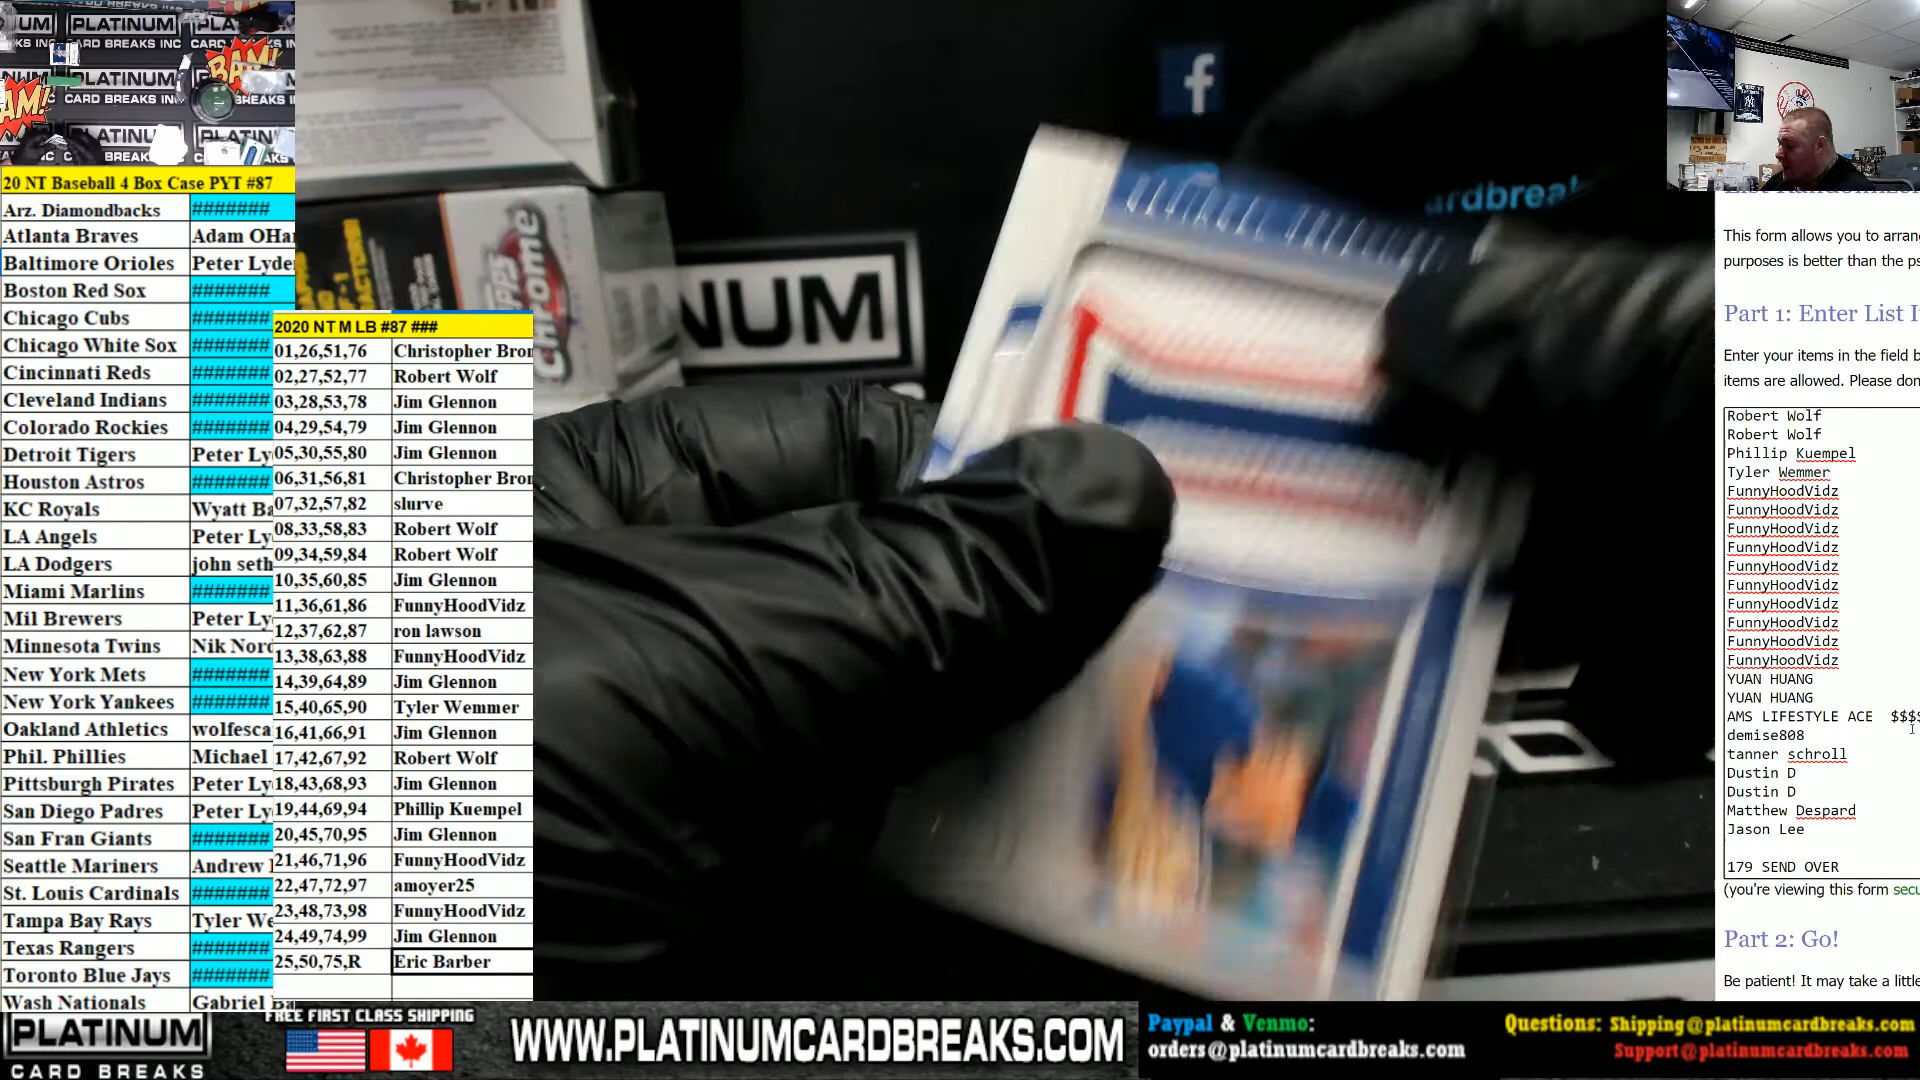 PLATINUM
CARD BREAKS INC
BAM!
20 NT Baseball 4 Box Case PYT #87
Arz. Diamondbacks #######
Atlanta Braves Adam OHar
Baltimore Orioles Peter Lyde
Boston Red Sox #######
Chicago Cubs #######
Chicago White Sox #######
Cincinnati Reds #######
Cleveland Indians #######
Colorado Rockies #######
Detroit Tigers Peter Ly
Houston Astros #######
KC Royals Wyatt Ba
LA Angels Peter Ly
LA Dodgers john seth
Miami Marlins #######
Mil Brewers Peter Ly
Minnesota Twins Nik Nord
New York Mets #######
New York Yankees #######
Oakland Athletics wolfesca
Phil. Phillies Michael
Pittsburgh Pirates Peter Ly
San Diego Padres Peter Ly
San Fran Giants #######
Seattle Mariners Andrew
St. Louis Cardinals #######
Tampa Bay Rays Tyler We
Texas Rangers #######
Toronto Blue Jays #######
Wash Nationals Gabriel Ba
2020 NT MLB #87 ###
01,26,51,76 Christopher Bron
02,27,52,77 Robert Wolf
03,28,53,78 Jim Glennon
04,29,54,79 Jim Glennon
05,30,55,80 Jim Glennon
06,31,56,81 Christopher Bron
07,32,57,82 slurve
08,33,58,83 Robert Wolf
09,34,59,84 Robert Wolf
10,35,60,85 Jim Glennon
11,36,61,86 FunnyHoodVidz
12,37,62,87 ron lawson
13,38,63,88 FunnyHoodVidz
14,39,64,89 Jim Glennon
15,40,65,90 Tyler Wemmer
16,41,66,91 Jim Glennon
17,42,67,92 Robert Wolf
18,43,68,93 Jim Glennon
19,44,69,94 Phillip Kuempel
20,45,70,95 Jim Glennon
21,46,71,96 FunnyHoodVidz
22,47,72,97 amoyer25
23,48,73,98 FunnyHoodVidz
24,49,74,99 Jim Glennon
25,50,75,R Eric Barber
topps Chrome
NUM
f
ardbrea
This form allows you to arran
purposes is better than the ps
Part 1: Enter List I
Enter your items in the field b
items are allowed. Please don
Robert Wolf
Robert Wolf
Phillip Kuempel
Tyler Wemmer
FunnyHoodVidz
FunnyHoodVidz
FunnyHoodVidz
FunnyHoodVidz
FunnyHoodVidz
FunnyHoodVidz
FunnyHoodVidz
FunnyHoodVidz
FunnyHoodVidz
FunnyHoodVidz
YUAN HUANG
YUAN HUANG
AMS LIFESTYLE ACE $$$$
demise808
tanner schroll
Dustin D
Dustin D
Matthew Despard
Jason Lee
179 SEND OVER
(you're viewing this form secu
Part 2: Go!
Be patient! It may take a little
PLATINUM
CARD BREAKS
FREE FIRST CLASS SHIPPING
WWW.PLATINUMCARDBREAKS.COM
Paypal & Venmo:
orders@platinumcardbreaks.com
Questions: Shipping@platinumcardbreaks.com
Support@platinumcardbreaks.com